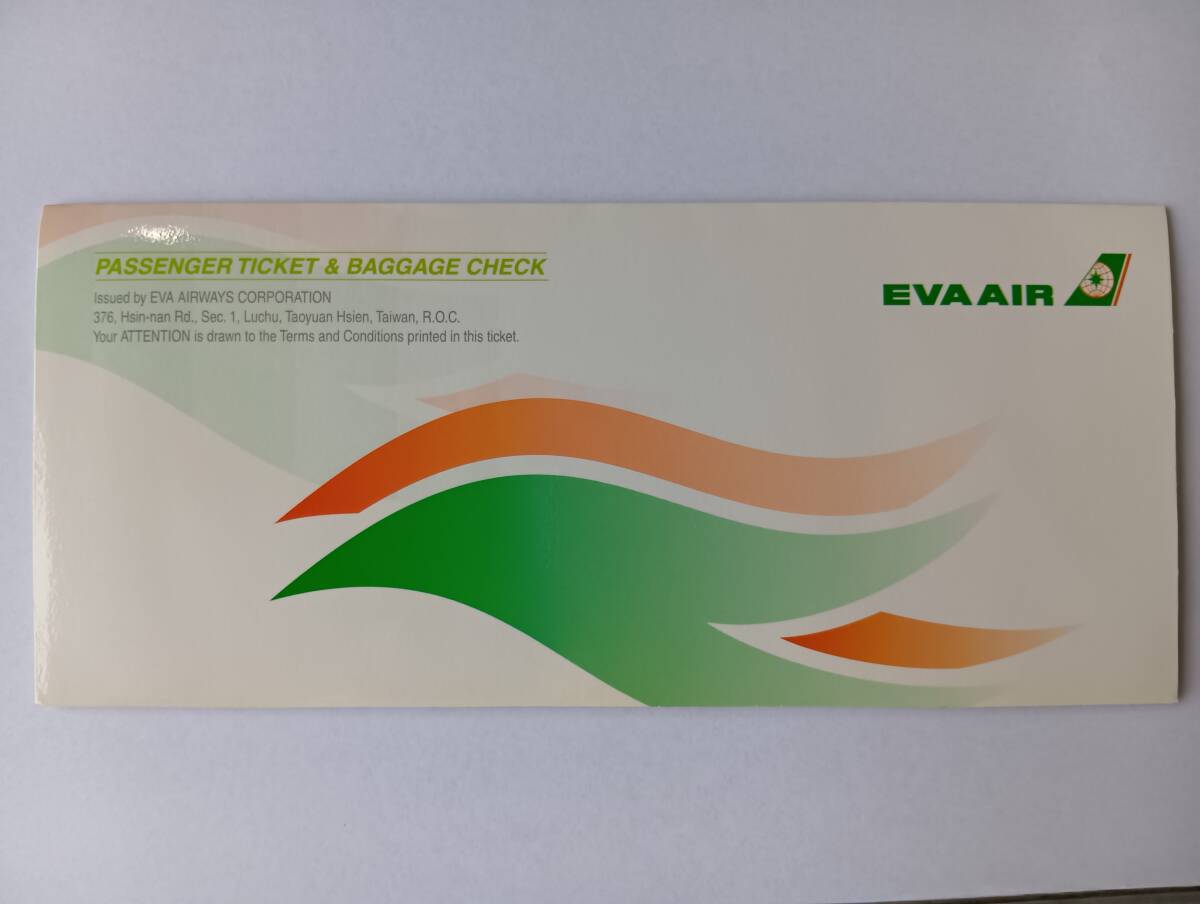 PASSENGER TICKET & BAGGAGE CHECK
Issued by EVA AIRWAYS CORPORATION
376, Hsin-nan Rd., Sec. 1, Luchu, Taoyuan Hsien, Taiwan, R.O.C.
Your ATTENTION is drawn to the Terms and Conditions printed in this ticket.
EVA AIR